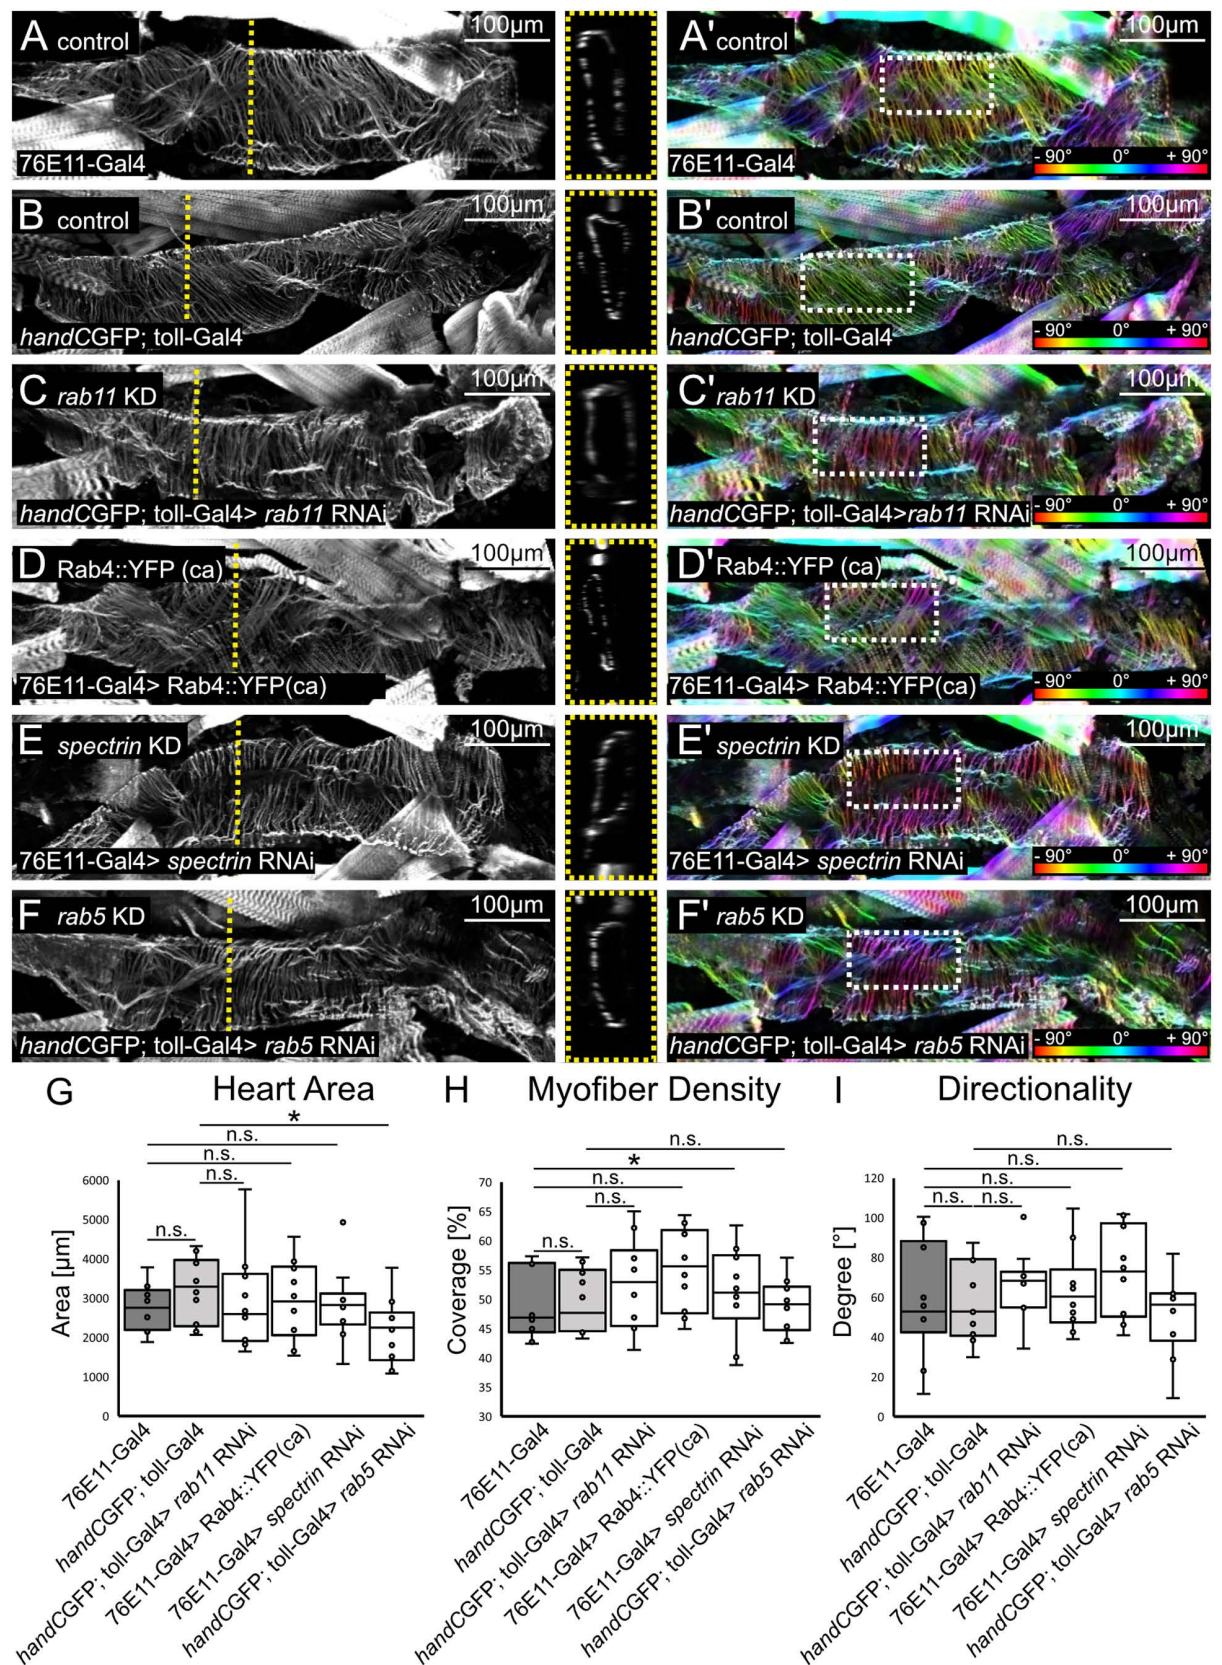 A control
100µm
76E11-Gal4
A' control
100µm
76E11-Gal4
- 90° 0° + 90°
B control
100µm
handCGFP; toll-Gal4
B' control
100µm
handCGFP; toll-Gal4
- 90° 0° + 90°
C rab11 KD
100µm
handCGFP; toll-Gal4> rab11 RNAi
C' rab11 KD
100µm
handCGFP; toll-Gal4>rab11 RNAi
- 90° 0° + 90°
D Rab4::YFP (ca)
100µm
76E11-Gal4> Rab4::YFP(ca)
D' Rab4::YFP (ca)
100µm
76E11-Gal4> Rab4::YFP(ca)
- 90° 0° + 90°
E spectrin KD
100µm
76E11-Gal4> spectrin RNAi
E' spectrin KD
100µm
76E11-Gal4> spectrin RNAi
- 90° 0° + 90°
F rab5 KD
100µm
handCGFP; toll-Gal4> rab5 RNAi
F' rab5 KD
100µm
handCGFP; toll-Gal4> rab5 RNAi
- 90° 0° + 90°
G Heart Area
*
n.s.
n.s.
n.s.
n.s.
Area [µm]
6000
5000
4000
3000
2000
1000
0
76E11-Gal4
handCGFP; toll-Gal4
handCGFP; toll-Gal4> rab11 RNAi
76E11-Gal4> Rab4::YFP(ca)
76E11-Gal4> spectrin RNAi
handCGFP; toll-Gal4> rab5 RNAi
H Myofiber Density
n.s.
*
n.s.
n.s.
n.s.
Coverage [%]
70
65
60
55
50
45
40
35
30
76E11-Gal4
handCGFP; toll-Gal4
handCGFP; toll-Gal4> rab11 RNAi
76E11-Gal4> Rab4::YFP(ca)
76E11-Gal4> spectrin RNAi
handCGFP; toll-Gal4> rab5 RNAi
I Directionality
n.s.
n.s.
n.s.
n.s. n.s.
Degree [°]
120
100
80
60
40
20
0
76E11-Gal4
handCGFP; toll-Gal4
handCGFP; toll-Gal4> rab11 RNAi
76E11-Gal4> Rab4::YFP(ca)
76E11-Gal4> spectrin RNAi
handCGFP; toll-Gal4> rab5 RNAi